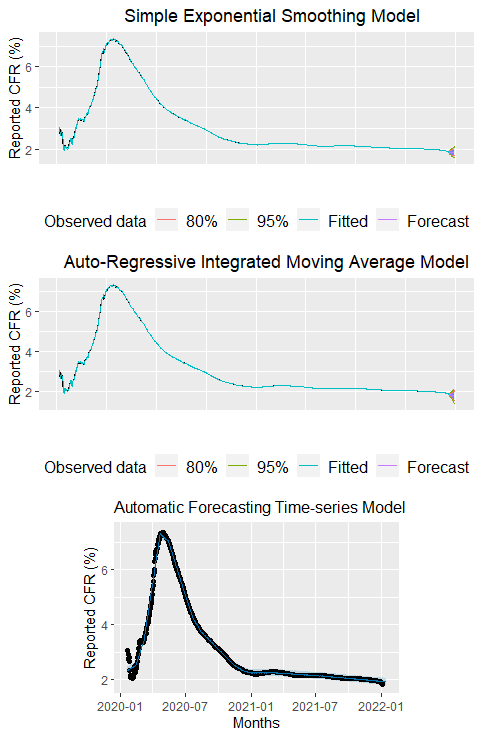 Simple Exponential Smoothing Model
Reported CFR (%)
6
4
2
Observed data 80% 95% Fitted Forecast
Auto-Regressive Integrated Moving Average Model
Reported CFR (%)
6
4
2
Observed data 80% 95% Fitted Forecast
Automatic Forecasting Time-series Model
Reported CFR (%)
6
4
2
2020-01 2020-07 2021-01 2021-07 2022-01
Months